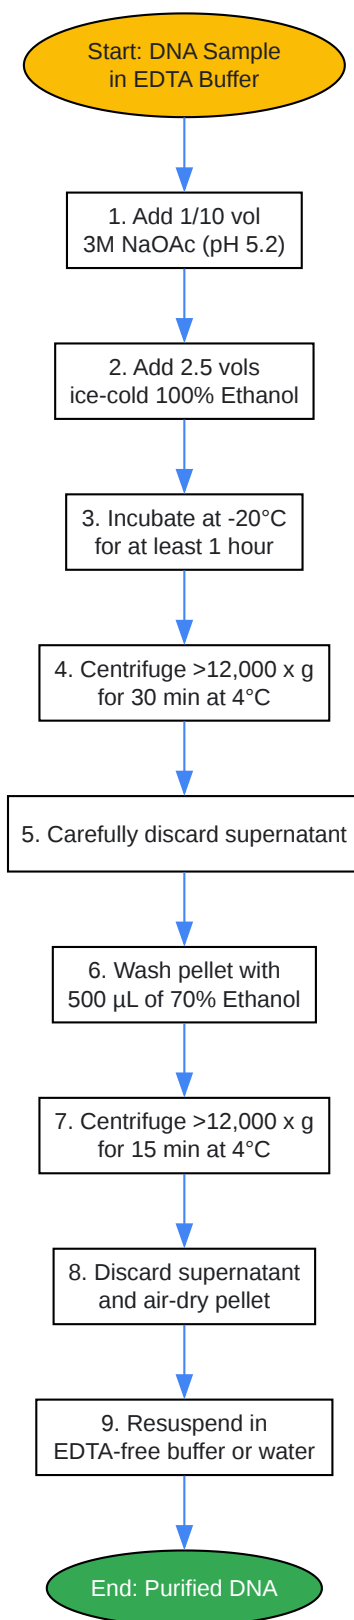 Start: DNA Sample
in EDTA Buffer
1. Add 1/10 vol
3M NaOAc (pH 5.2)
2. Add 2.5 vols
ice-cold 100% Ethanol
3. Incubate at -20°C
for at least 1 hour
4. Centrifuge >12,000 x g
for 30 min at 4°C
5. Carefully discard supernatant
6. Wash pellet with
500 µL of 70% Ethanol
7. Centrifuge >12,000 x g
for 15 min at 4°C
8. Discard supernatant
and air-dry pellet
9. Resuspend in
EDTA-free buffer or water
End: Purified DNA